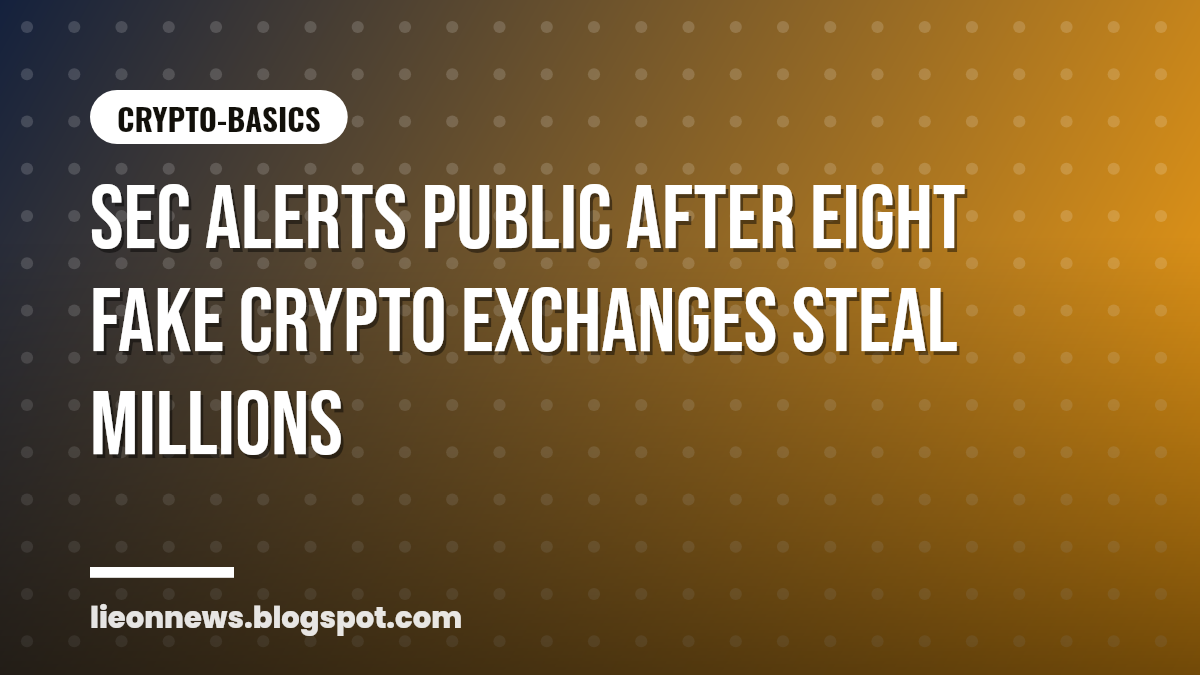 CRYPTO-BASICS
SEC ALERTS PUBLIC AFTER EIGHT
FAKE CRYPTO EXCHANGES STEAL
MILLIONS
lieonnews.blogspot.com